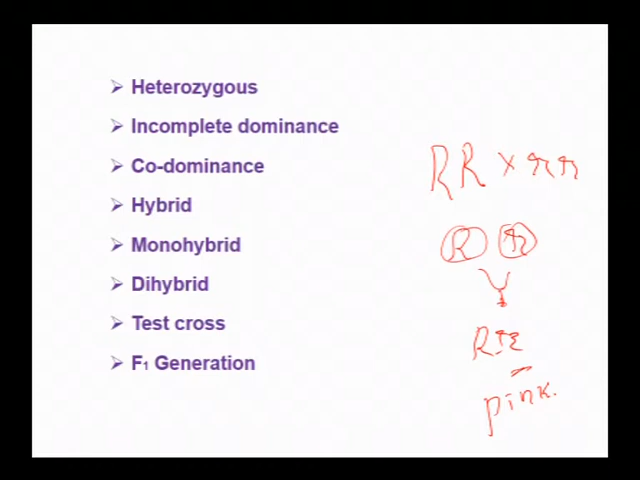 Heterozygous
Incomplete dominance
Co-dominance
Hybrid
Monohybrid
Dihybrid
Test cross
F₁ Generation
RR × rr
R r
Rr
pink.